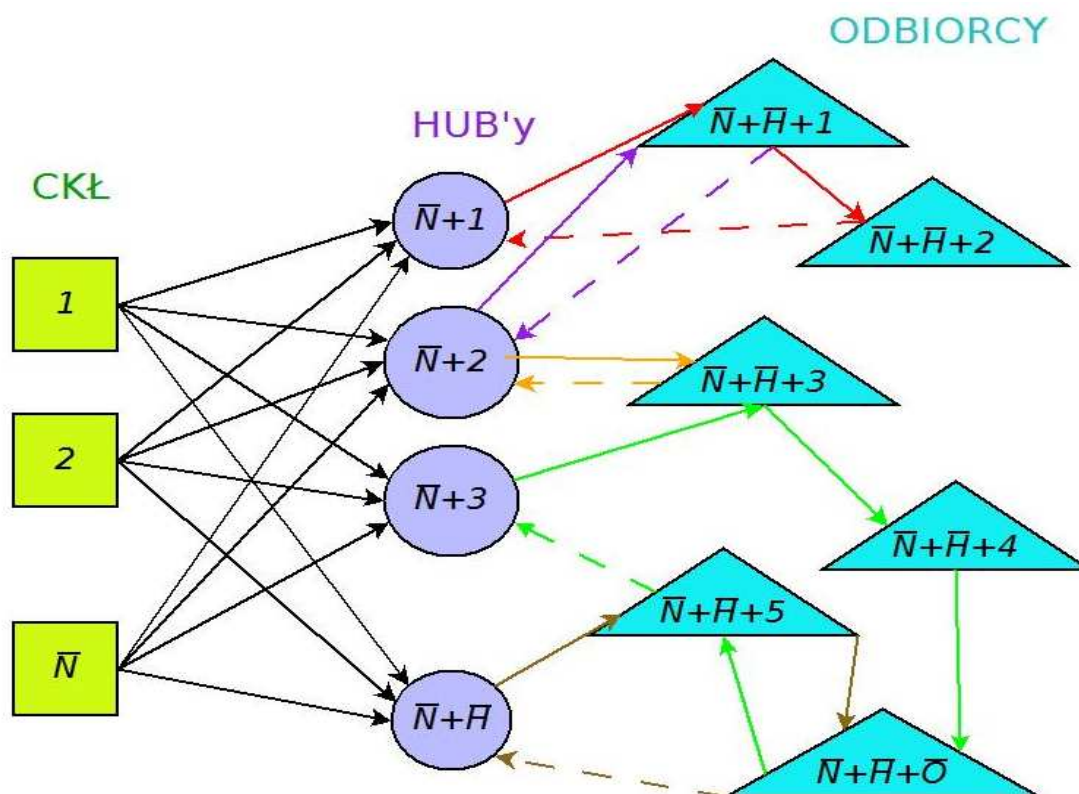 ODBIORCY
HUB'y
CKŁ
N̅+H̅+1
N̅+1
N̅+H̅+2
1
N̅+2
N̅+H̅+3
2
N̅+3
N̅+H̅+4
N̅+H̅+5
N̅
N̅+H̅
N̅+H̅+O̅